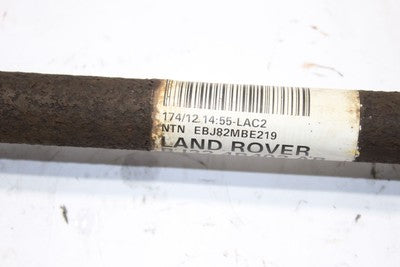 174/12 14:55-LAC2
NTN EBJ82MBE219
LAND ROVER